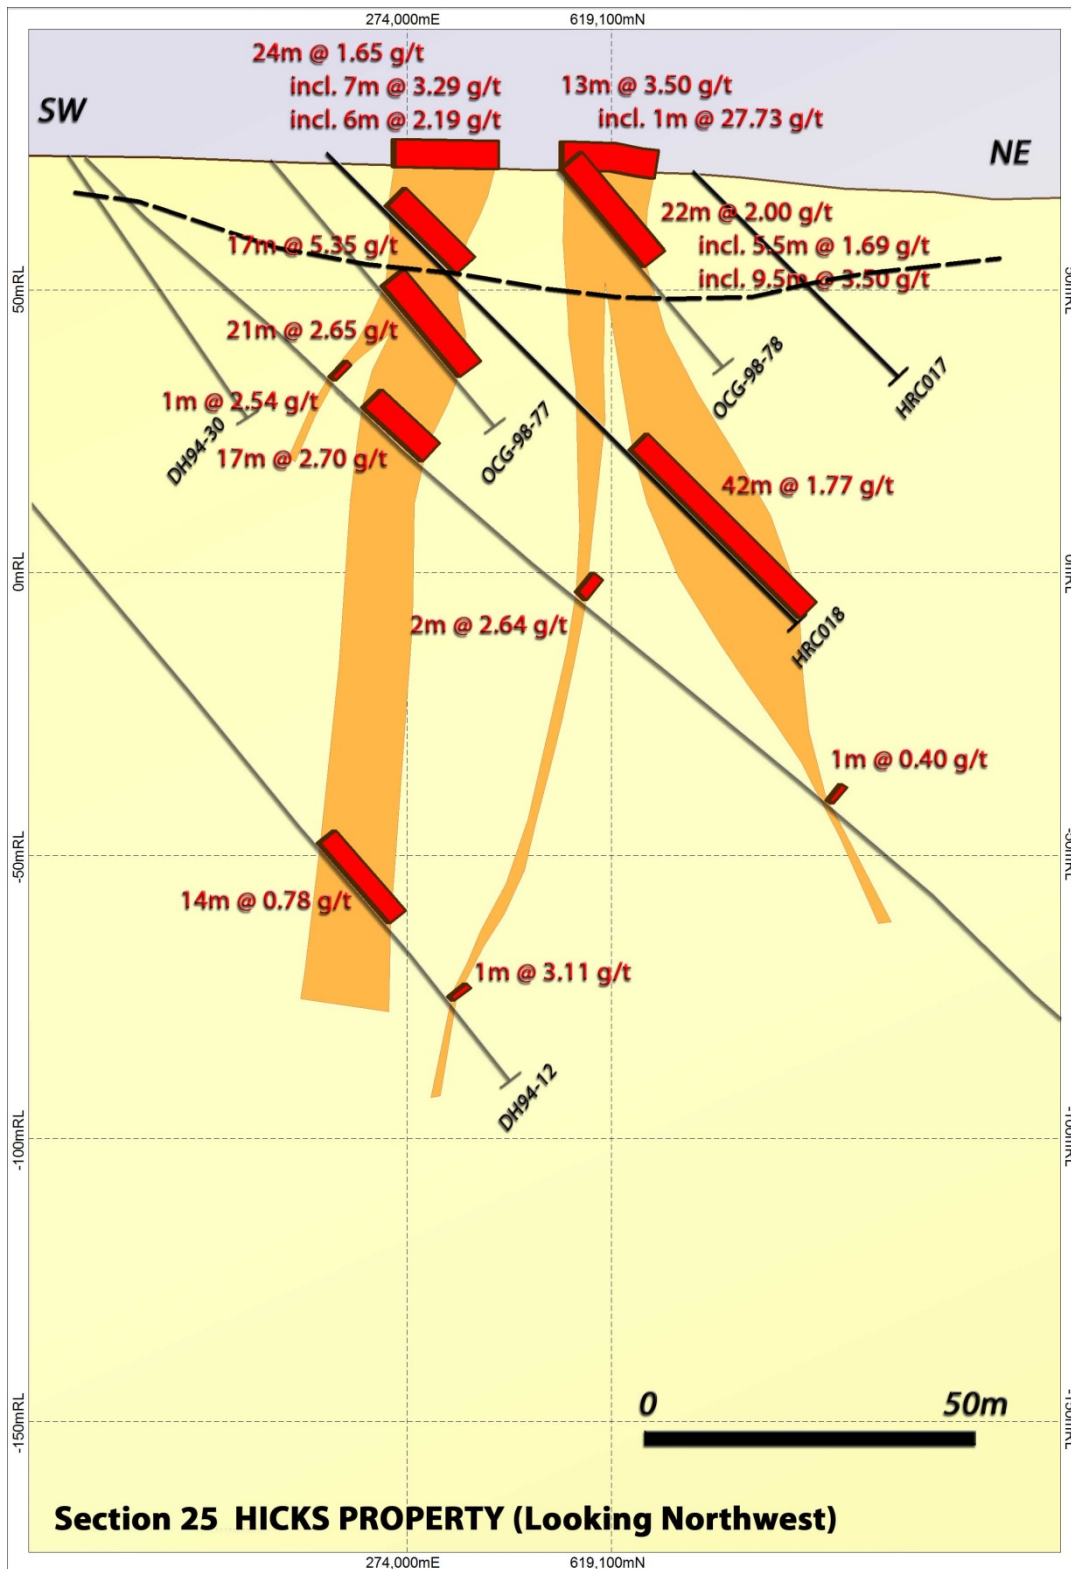 274,000mE
619,100mN
24m @ 1.65 g/t
incl. 7m @ 3.29 g/t
incl. 6m @ 2.19 g/t
13m @ 3.50 g/t
incl. 1m @ 27.73 g/t
SW
NE
22m @ 2.00 g/t
incl. 5.5m @ 1.69 g/t
incl. 9.5m @ 3.50 g/t
17m @ 5.35 g/t
50mRL
21m @ 2.65 g/t
1m @ 2.54 g/t
17m @ 2.70 g/t
DH94-30
OCG-98-77
OCG-98-78
HRC017
42m @ 1.77 g/t
0mRL
0mRL
2m @ 2.64 g/t
HRC018
1m @ 0.40 g/t
-50mRL
14m @ 0.78 g/t
1m @ 3.11 g/t
DH94-12
-100mRL
-150mRL
0
50m
Section 25 HICKS PROPERTY (Looking Northwest)
274,000mE
619,100mN